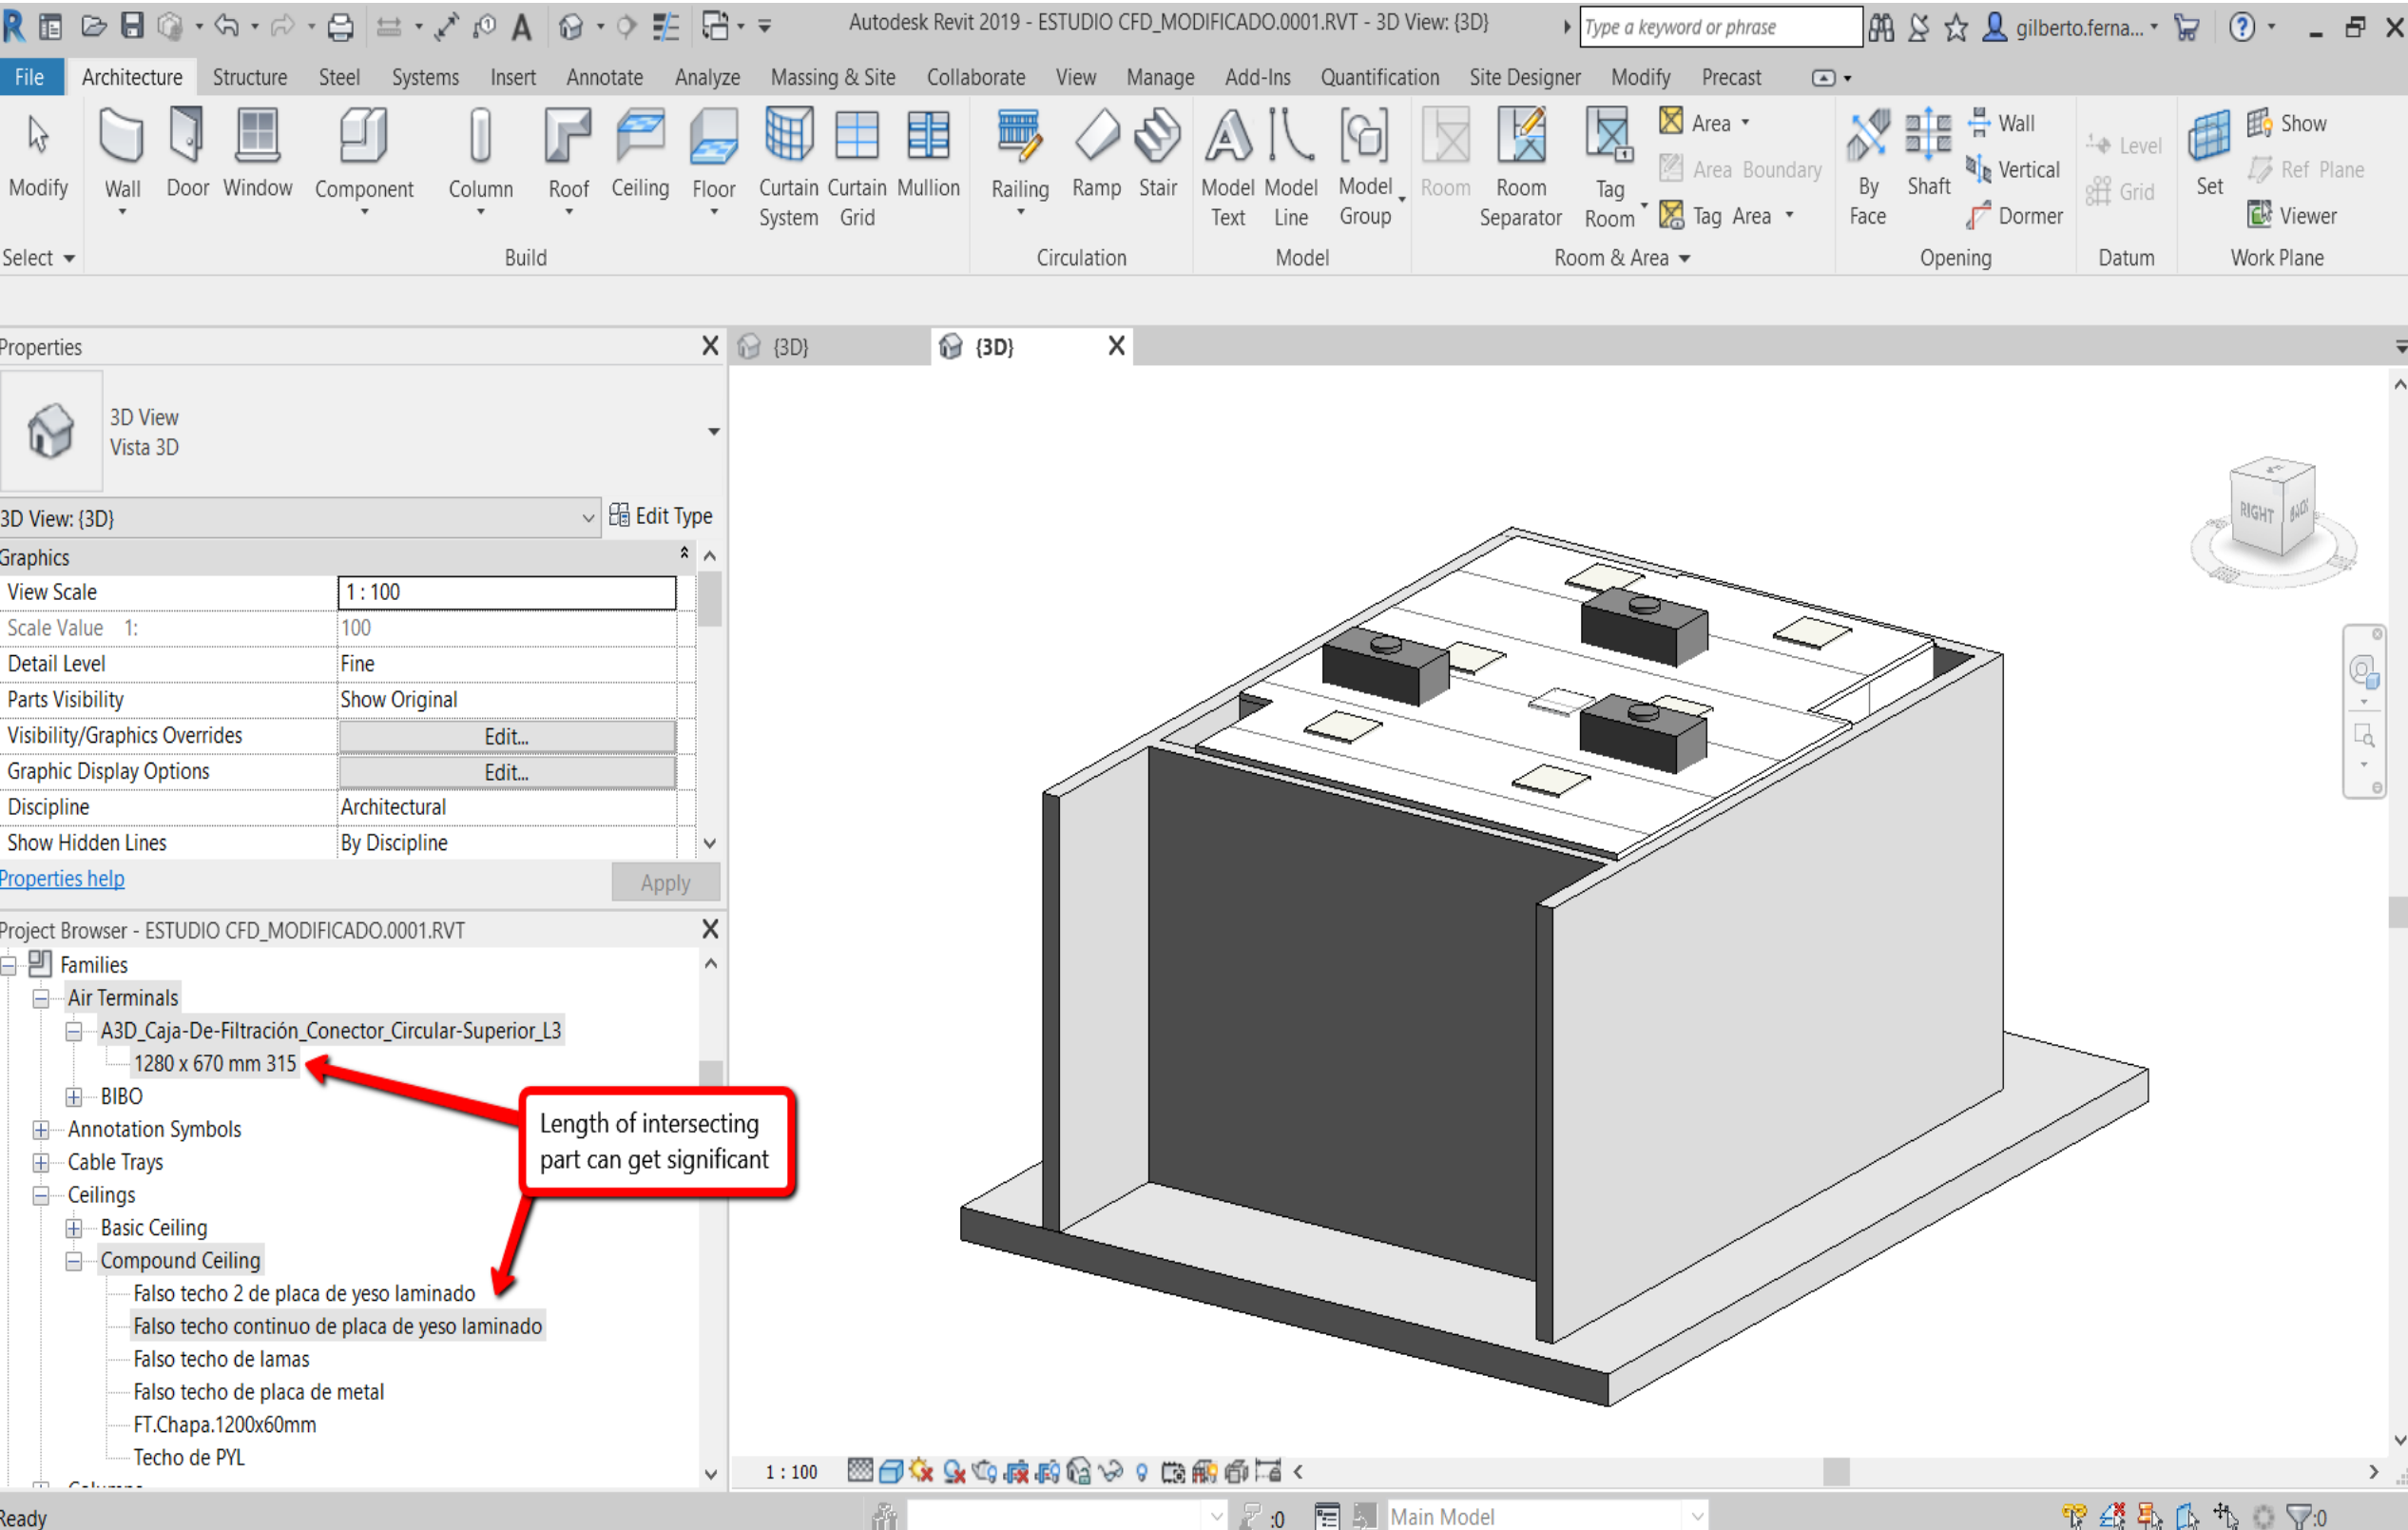 Autodesk Revit 2019 - ESTUDIO CFD_MODIFICADO.0001.RVT - 3D View: {3D}
Type a keyword or phrase
gilberto.ferna...
File Architecture Structure Steel Systems Insert Annotate Analyze Massing & Site Collaborate View Manage Add-Ins Quantification Site Designer Modify Precast
Modify
Wall
Door
Window
Component
Column
Roof
Ceiling
Floor
Curtain System
Curtain Grid
Mullion
Railing
Ramp
Stair
Model Text
Model Line
Model Group
Room
Room Separator
Tag Room
Area
Area Boundary
Tag Area
By Face
Shaft
Wall
Vertical
Dormer
Level
Grid
Set
Show
Ref Plane
Viewer
Select Build Circulation Model Room & Area Opening Datum Work Plane
Properties
{3D} {3D}
3D View
Vista 3D
3D View: {3D} Edit Type
Graphics
View Scale 1 : 100
Scale Value 1: 100
Detail Level Fine
Parts Visibility Show Original
Visibility/Graphics Overrides Edit...
Graphic Display Options Edit...
Discipline Architectural
Show Hidden Lines By Discipline
Properties help Apply
RIGHT BACK
Project Browser - ESTUDIO CFD_MODIFICADO.0001.RVT
Families
Air Terminals
A3D_Caja-De-Filtración_Conector_Circular-Superior_L3
1280 x 670 mm 315
BIBO
Annotation Symbols
Cable Trays
Ceilings
Basic Ceiling
Compound Ceiling
Falso techo 2 de placa de yeso laminado
Falso techo continuo de placa de yeso laminado
Falso techo de lamas
Falso techo de placa de metal
FT.Chapa.1200x60mm
Techo de PYL
Length of intersecting
part can get significant
1 : 100
Ready
:0
Main Model
:0